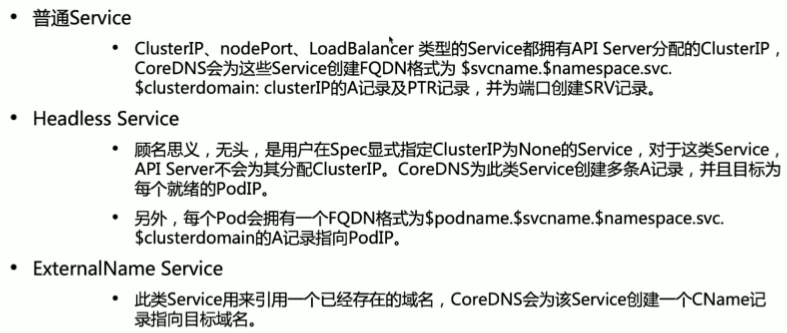 普通Service
ClusterIP、nodePort、LoadBalancer 类型的Service都拥有API Server分配的ClusterIP，
CoreDNS会为这些Service创建FQDN格式为 $svcname.$namespace.svc.
$clusterdomain: clusterIP的A记录及PTR记录，并为端口创建SRV记录。
Headless Service
顾名思义，无头，是用户在Spec显式指定ClusterIP为None的Service，对于这类Service，
API Server不会为其分配ClusterIP。CoreDNS为此类Service创建多条A记录，并且目标为
每个就绪的PodIP。
另外，每个Pod会拥有一个FQDN格式为$podname.$svcname.$namespace.svc.
$clusterdomain的A记录指向PodIP。
ExternalName Service
此类Service用来引用一个已经存在的域名，CoreDNS会为该Service创建一个CName记
录指向目标域名。